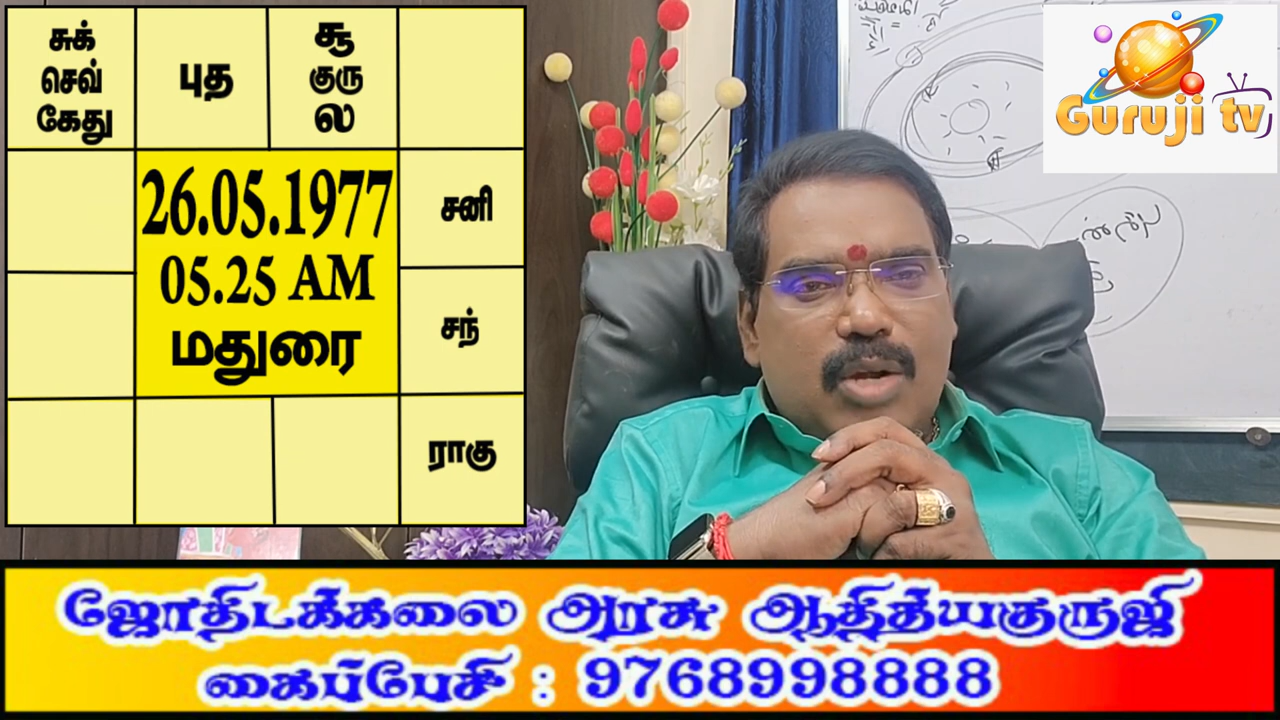 சுக்
செவ்
கேது
புத
சூ
குரு
ல
சனி
சந்
ராகு
26.05.1977
05.25 AM
மதுரை
Guruji tv
ஜோதிடக்கலை அரசு ஆதித்யகுருஜி
கைப்பேசி : 9768998888